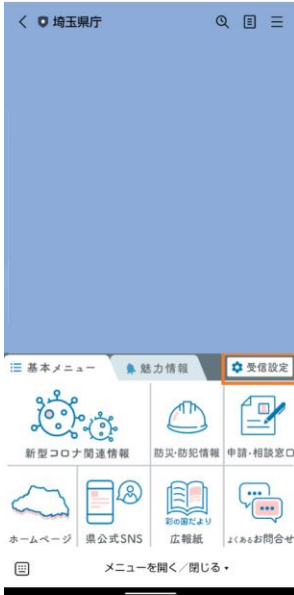 埼玉県庁
基本メニュー 魅力情報 受信設定
新型コロナ関連情報 防災・防犯情報 申請・相談窓口
彩の国だより
ホームページ 県公式SNS 広報紙 よくあるお問合せ
メニューを開く／閉じる